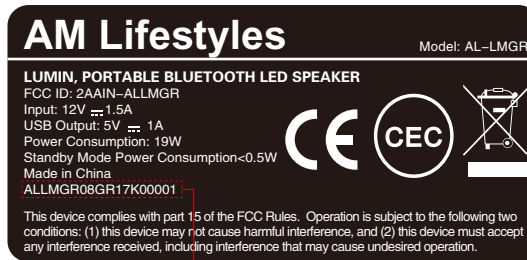 AM Lifestyles
Model: AL-LMGR
LUMIN, PORTABLE BLUETOOTH LED SPEAKER
FCC ID: 2AAIN-ALLMGR
Input: 12V ⎓ 1.5A
USB Output: 5V ⎓ 1A
Power Consumption: 19W
Standby Mode Power Consumption<0.5W
Made in China
ALLMGR08GR17K00001
CE
CEC
This device complies with part 15 of the FCC Rules. Operation is subject to the following two
conditions: (1) this device may not cause harmful interference, and (2) this device must accept
any interference received, including interference that may cause undesired operation.